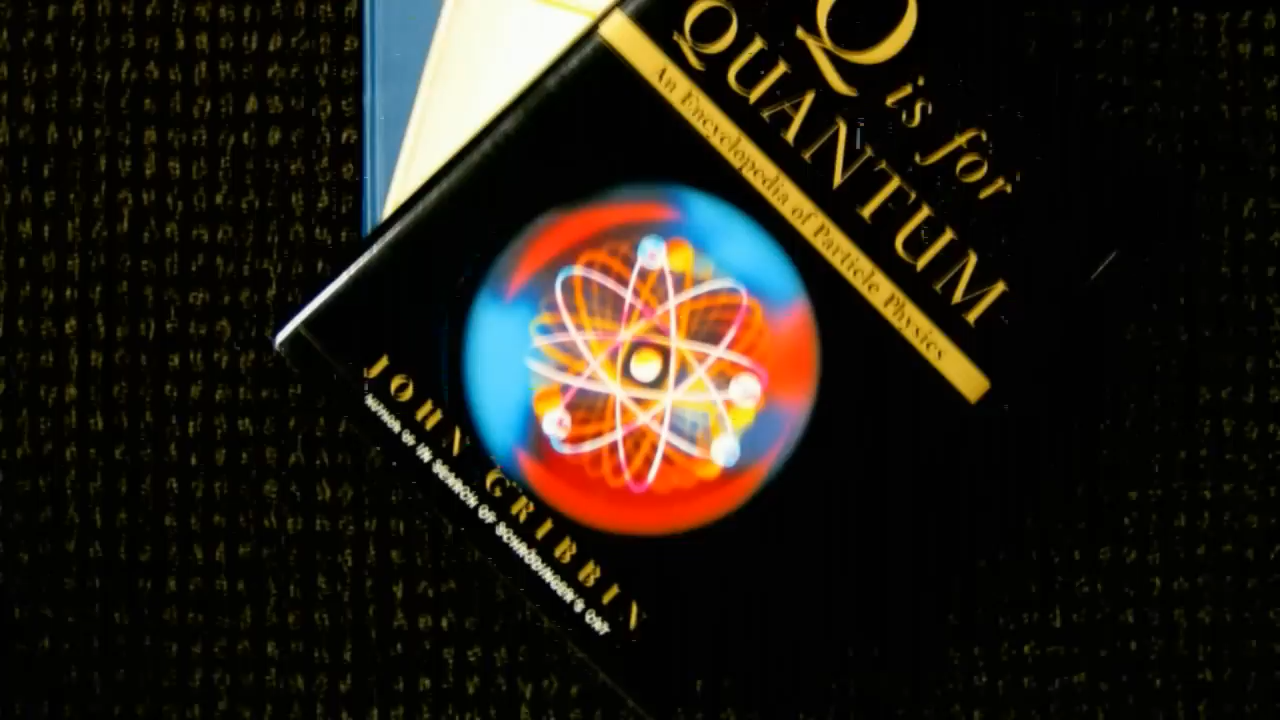 Q is for
QUANTUM
An Encyclopedia of Particle Physics
JOHN GRIBBIN
AUTHOR OF IN SEARCH OF SCHRÖDINGER'S CAT